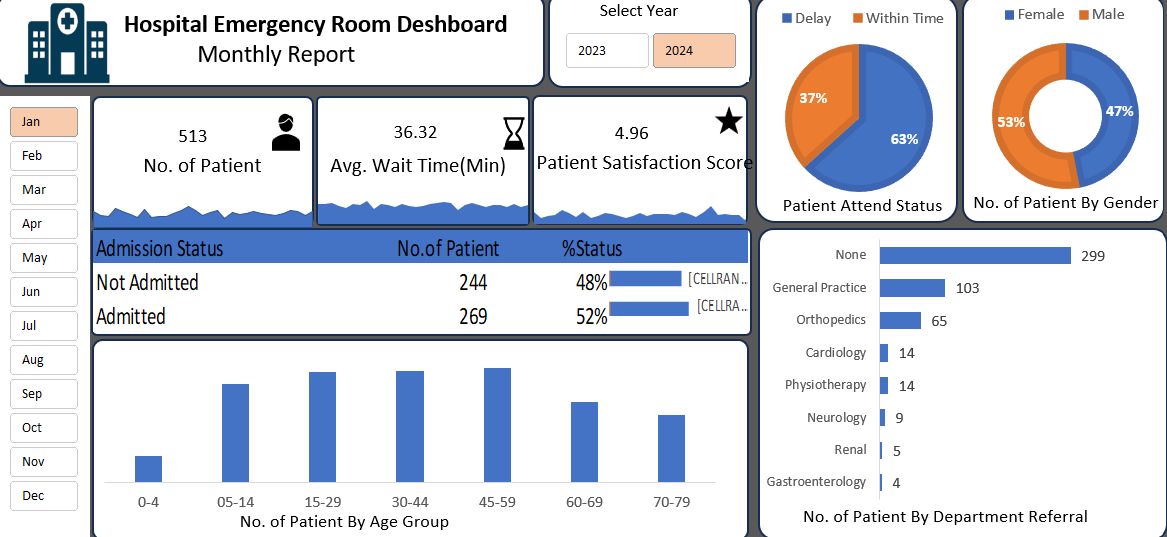 Hospital Emergency Room Deshboard
Monthly Report
Select Year
2023
2024
Jan
Feb
Mar
Apr
May
Jun
Jul
Aug
Sep
Oct
Nov
Dec
513
No. of Patient
36.32
Avg. Wait Time(Min)
4.96
Patient Satisfaction Score
Delay Within Time
37%
63%
Patient Attend Status
Female Male
53%
47%
No. of Patient By Gender
Admission Status No.of Patient %Status
Not Admitted 244 48% [CELLRAN...
Admitted 269 52% [CELLRA...
0-4 05-14 15-29 30-44 45-59 60-69 70-79
No. of Patient By Age Group
None 299
General Practice 103
Orthopedics 65
Cardiology 14
Physiotherapy 14
Neurology 9
Renal 5
Gastroenterology 4
No. of Patient By Department Referral